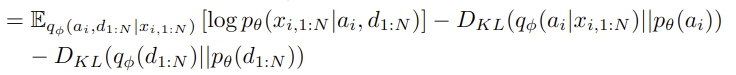 = 𝔼_{q_ϕ(a_i,d_{1:N}|x_{i,1:N})} [log p_θ(x_{i,1:N}|a_i, d_{1:N})] − D_{KL}(q_ϕ(a_i|x_{i,1:N})||p_θ(a_i))
− D_{KL}(q_ϕ(d_{1:N})||p_θ(d_{1:N}))